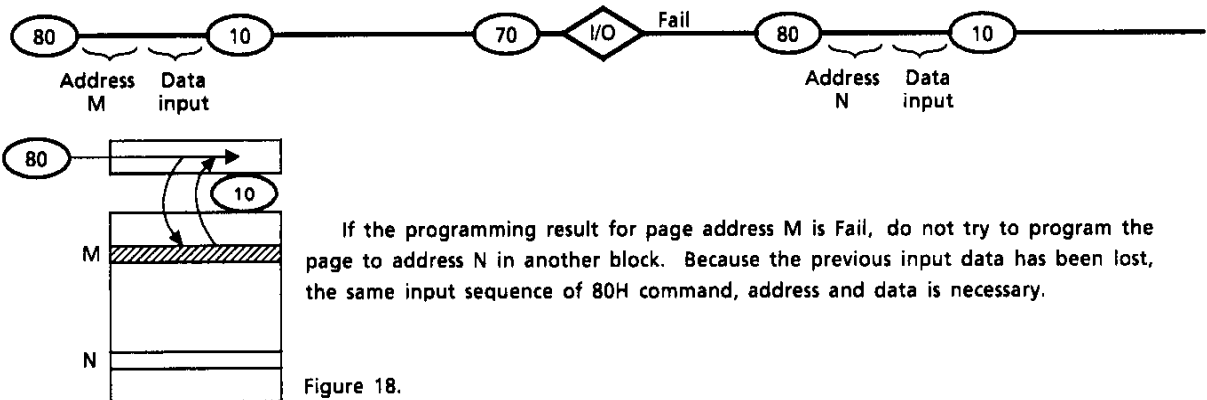 80 10 70 I/O Fail 80 10
Address Data Address Data
M input N input
80
10
M
If the programming result for page address M is Fail, do not try to program the
page to address N in another block. Because the previous input data has been lost,
the same input sequence of 80H command, address and data is necessary.
N
Figure 18.